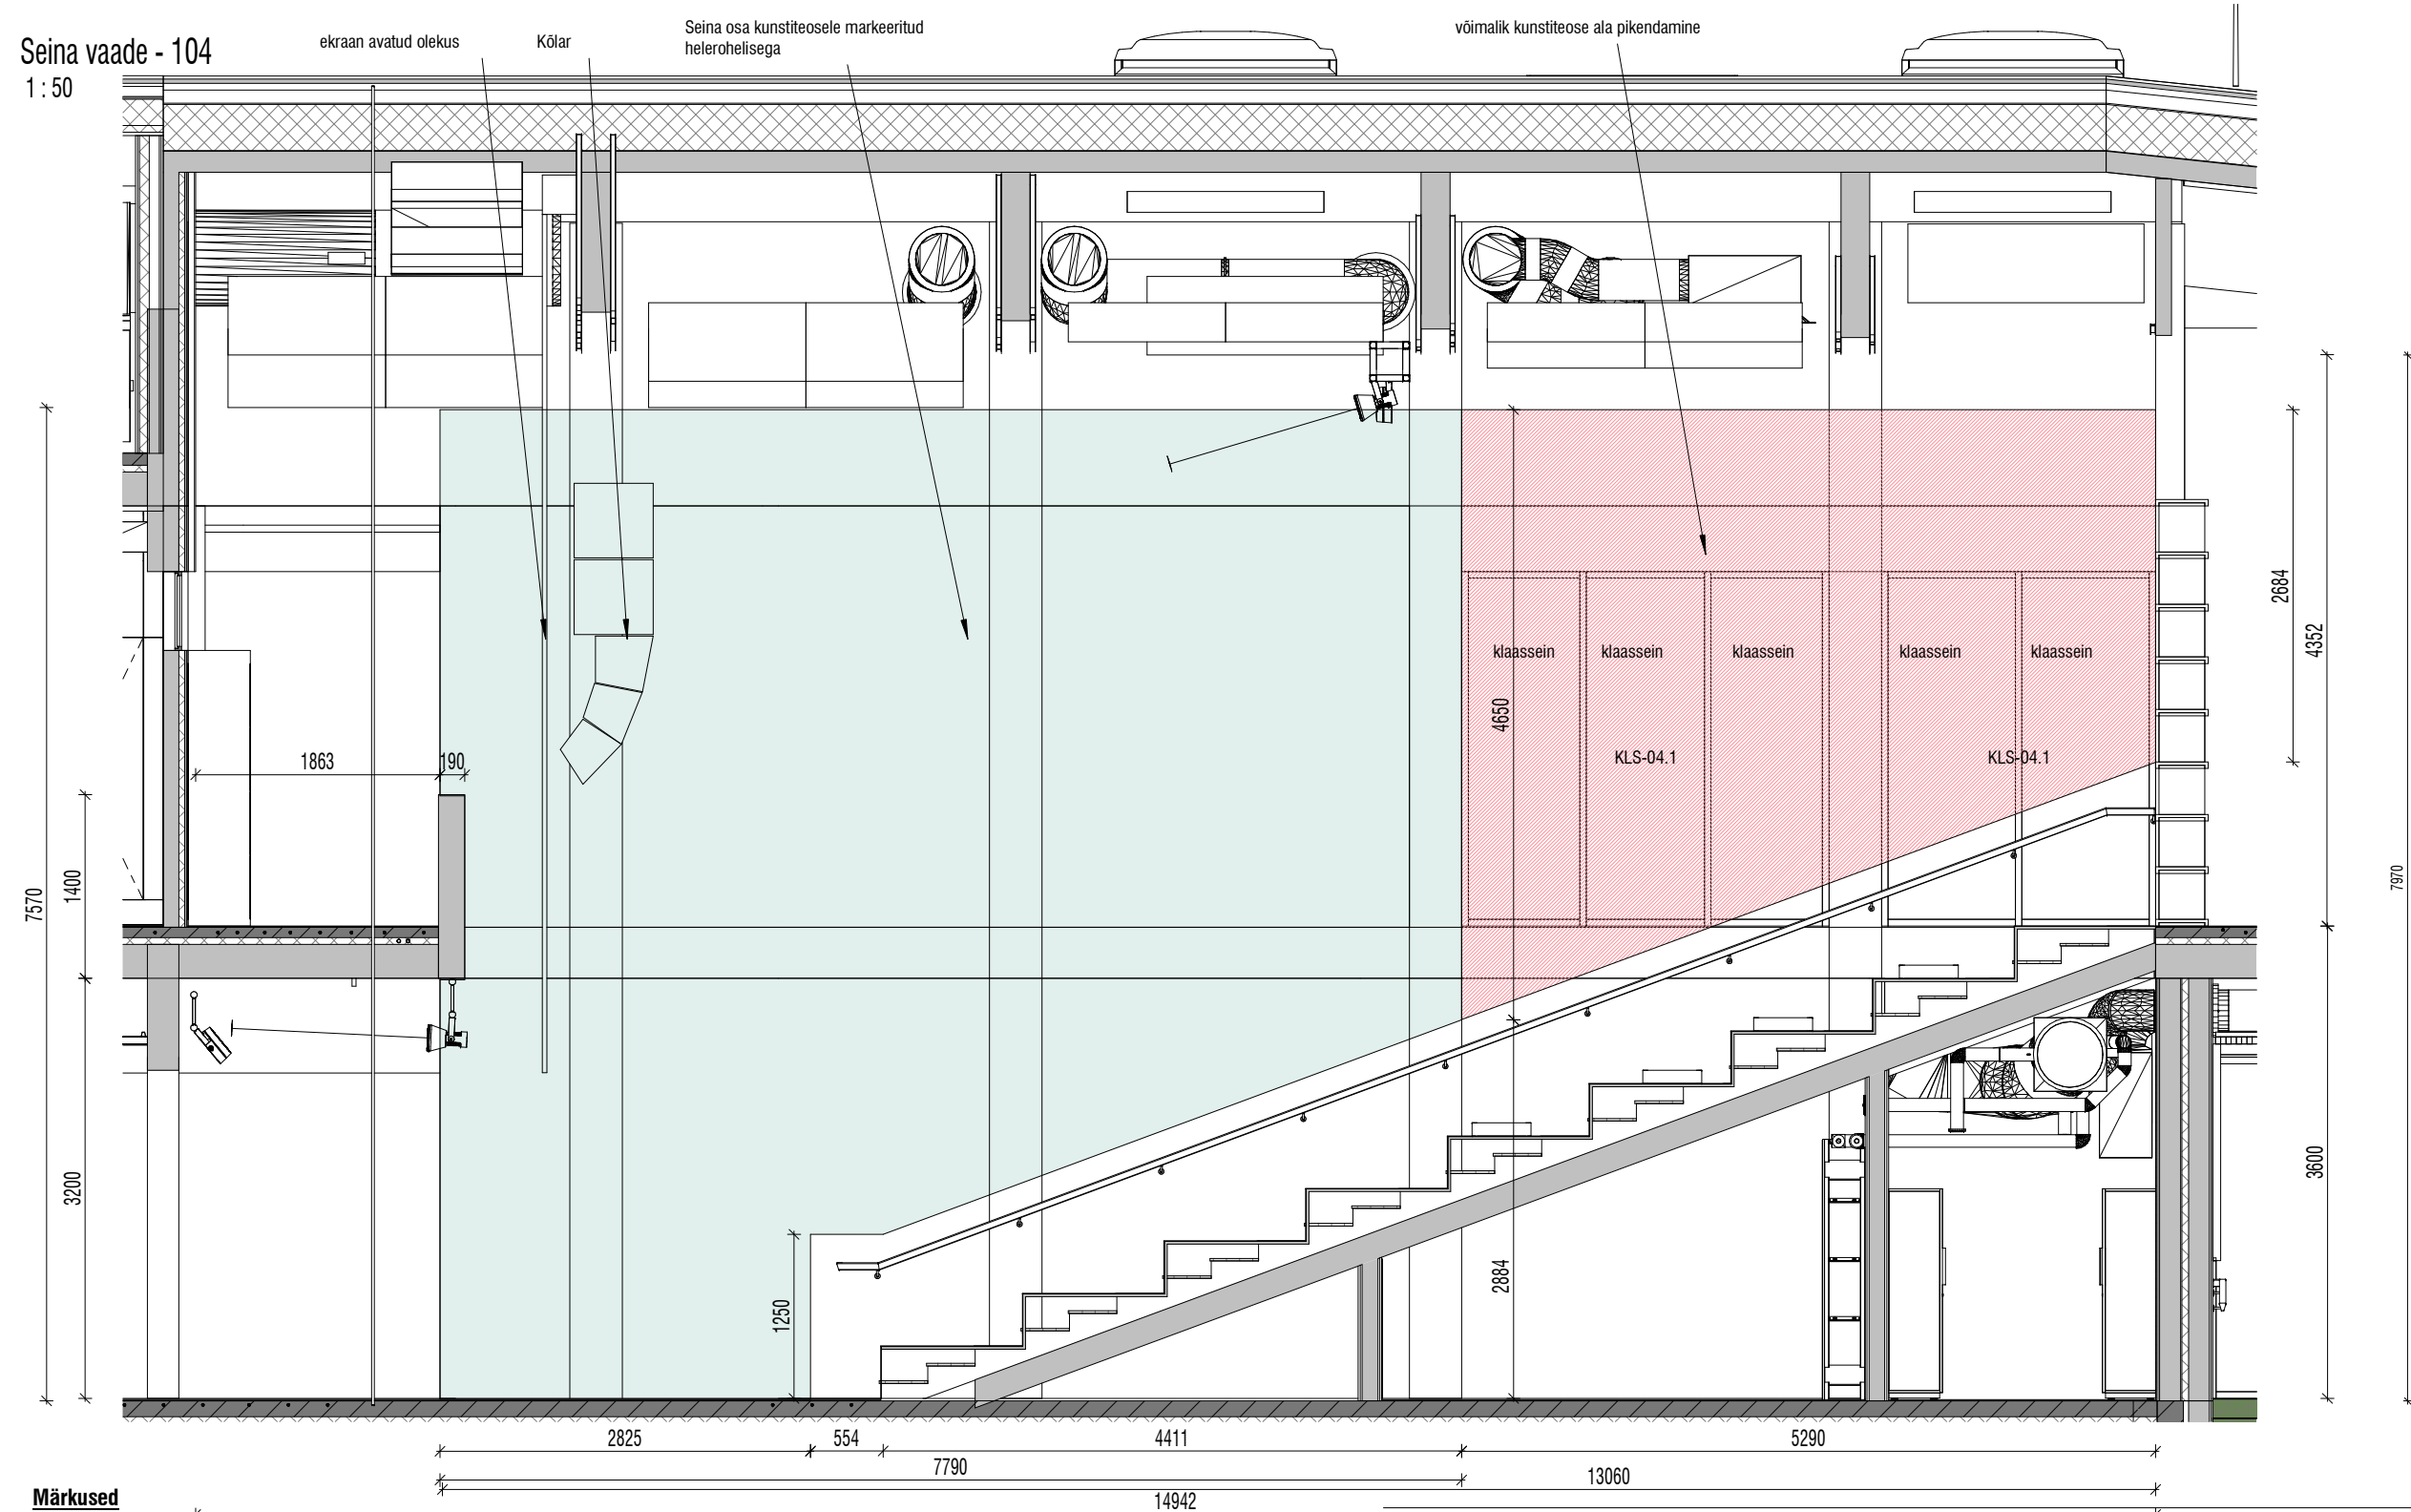 Seina vaade - 104
1 : 50
ekraan avatud olekus
Kõlar
Seina osa kunstiteosele markeeritud
helerohelisega
võimalik kunstiteose ala pikendamine
klaassein
klaassein
klaassein
klaassein
klaassein
KLS-04.1
KLS-04.1
1863
190
7570
1400
3200
1250
4650
2884
2684
4352
3600
7970
2825
554
4411
5290
7790
13060
14942
Märkused